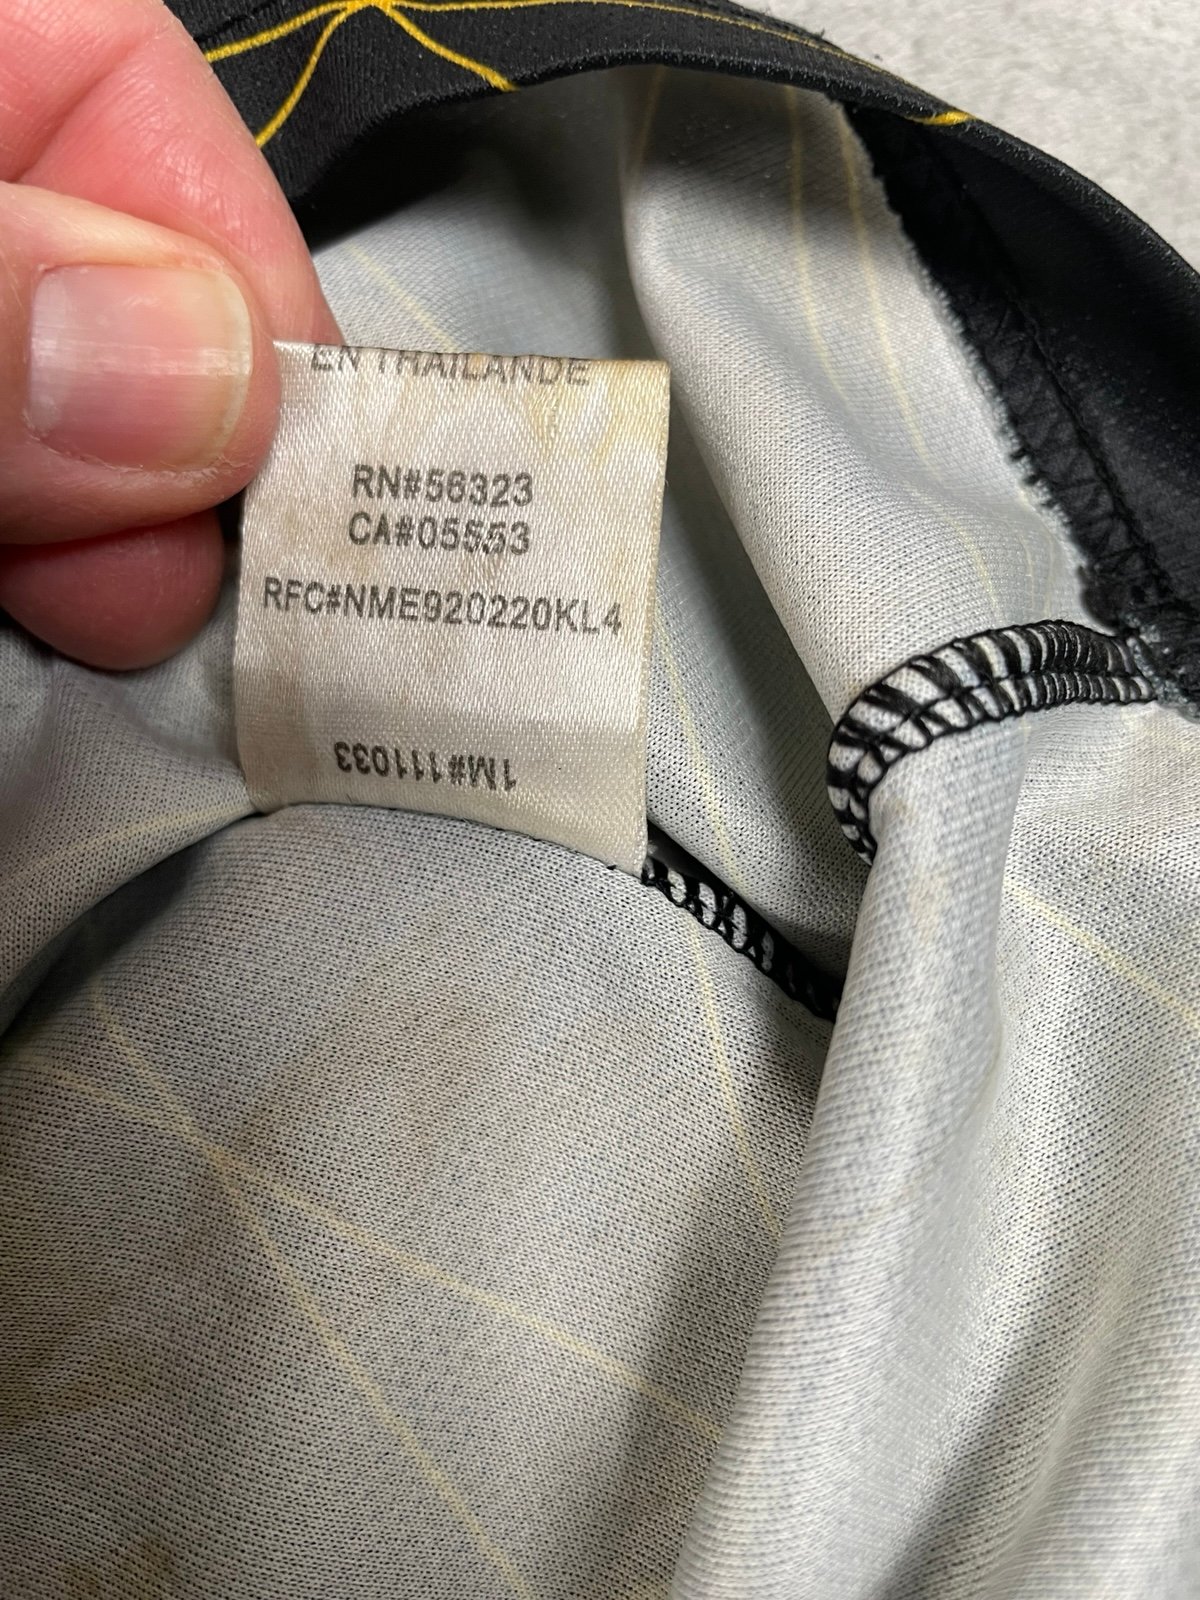 EN THAILANDE
RN#56323
CA#05553
RFC#NME920220KL4
1M#111033